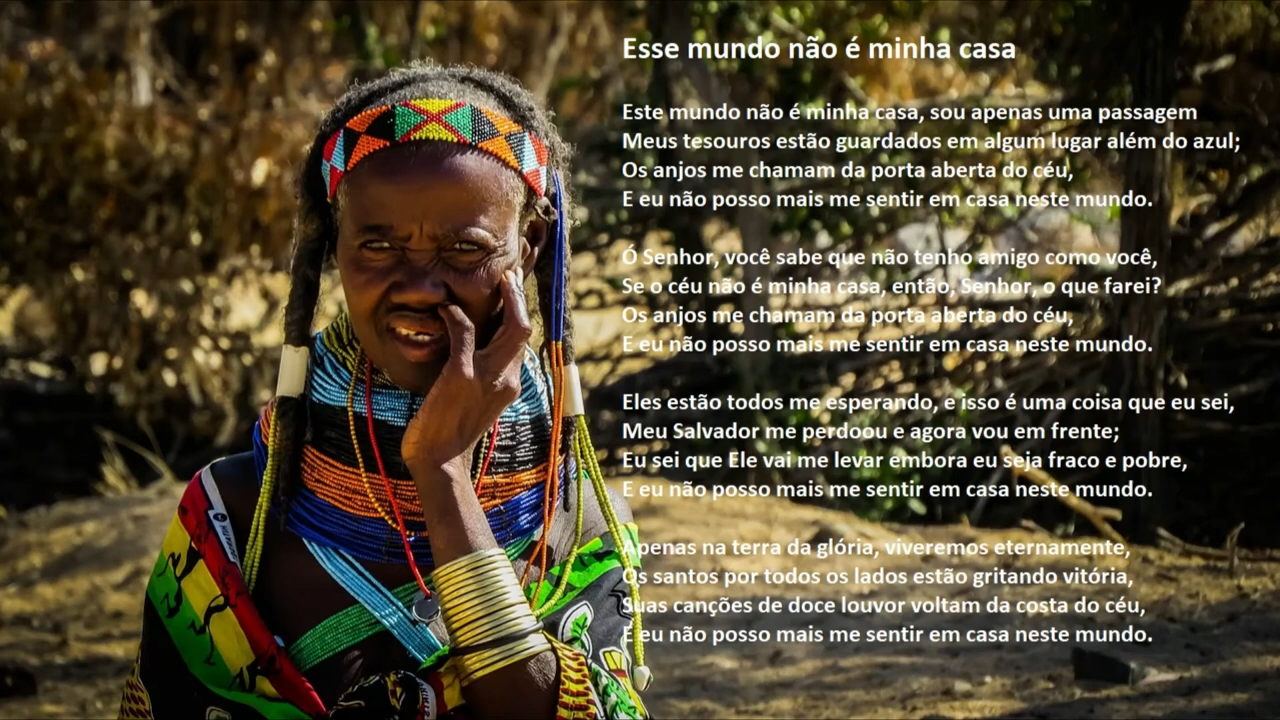 Esse mundo não é minha casa
Este mundo não é minha casa, sou apenas uma passagem
Meus tesouros estão guardados em algum lugar além do azul;
Os anjos me chamam da porta aberta do céu,
E eu não posso mais me sentir em casa neste mundo.
Ó Senhor, você sabe que não tenho amigo como você,
Se o céu não é minha casa, então, Senhor, o que farei?
Os anjos me chamam da porta aberta do céu,
E eu não posso mais me sentir em casa neste mundo.
Eles estão todos me esperando, e isso é uma coisa que eu sei,
Meu Salvador me perdoou e agora vou em frente;
Eu sei que Ele vai me levar embora eu seja fraco e pobre,
E eu não posso mais me sentir em casa neste mundo.
Apenas na terra da glória, viveremos eternamente,
Os santos por todos os lados estão gritando vitória,
Suas canções de doce louvor voltam da costa do céu,
E eu não posso mais me sentir em casa neste mundo.